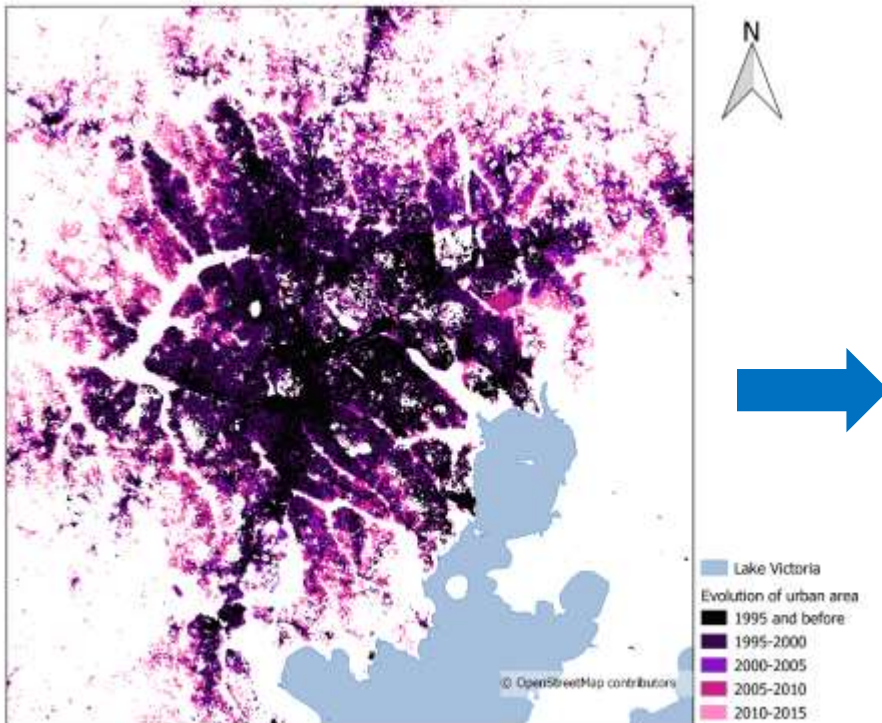 N
Lake Victoria
Evolution of urban area
1995 and before
1995-2000
2000-2005
2005-2010
2010-2015
© OpenStreetMap contributors